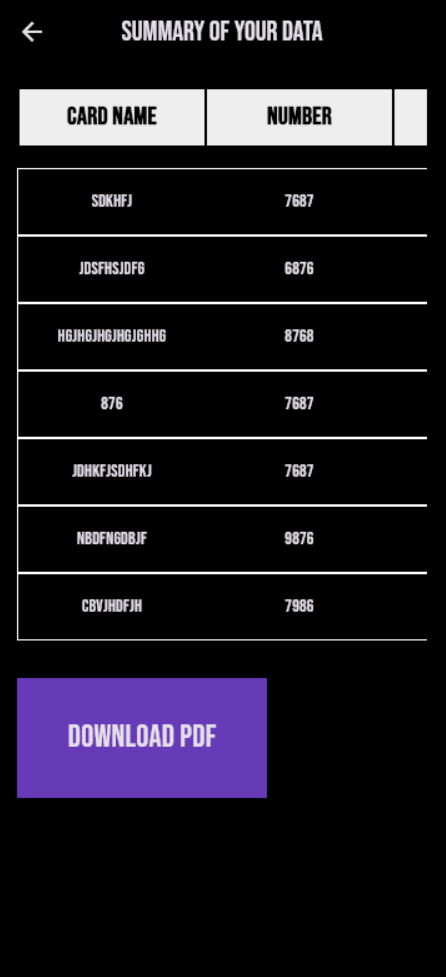 SUMMARY OF YOUR DATA
CARD NAME NUMBER
SDKHFJ 7687
JDSFHSJDFG 6876
HGJHGJHGJHGJGHHG 8768
876 7687
JDHKFJSDHFKJ 7687
NBDFNGDBJF 9876
CBVJHDFJH 7986
DOWNLOAD PDF